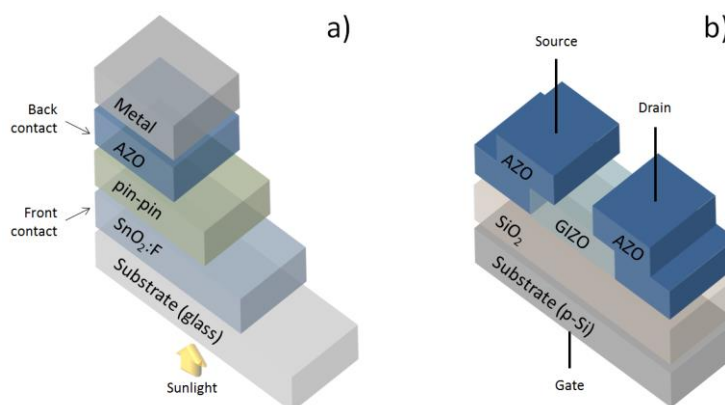 a)
Metal
Back
contact
AZO
pin-pin
Front
contact
SnO₂:F
Substrate (glass)
Sunlight
b)
Source
Drain
AZO
GIZO
AZO
SiO₂
Substrate (p-Si)
Gate